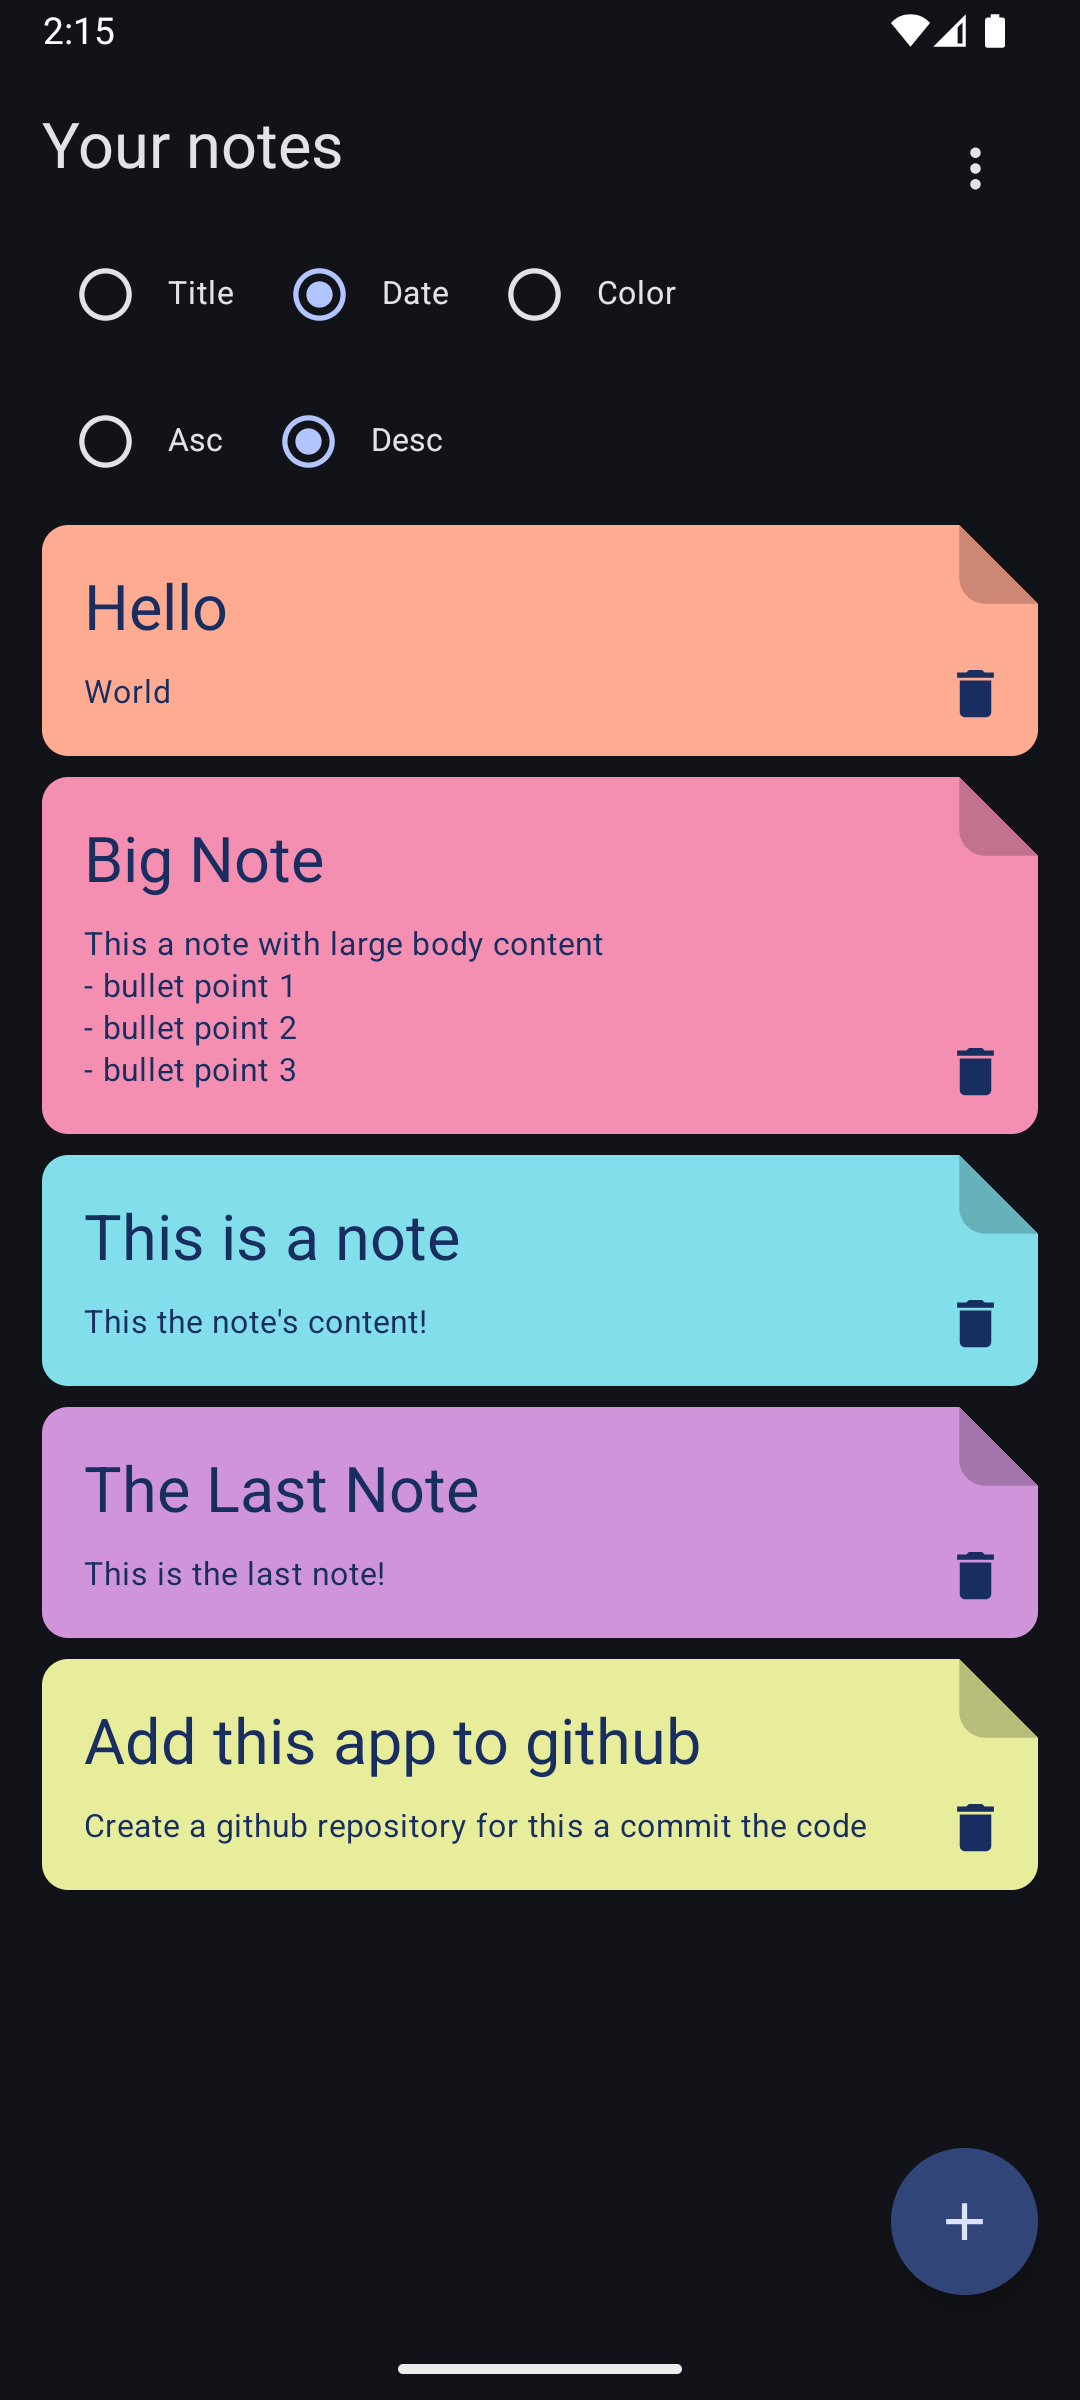 2:15
Your notes
Title Date Color
Asc Desc
Hello
World
Big Note
This a note with large body content
- bullet point 1
- bullet point 2
- bullet point 3
This is a note
This the note's content!
The Last Note
This is the last note!
Add this app to github
Create a github repository for this a commit the code